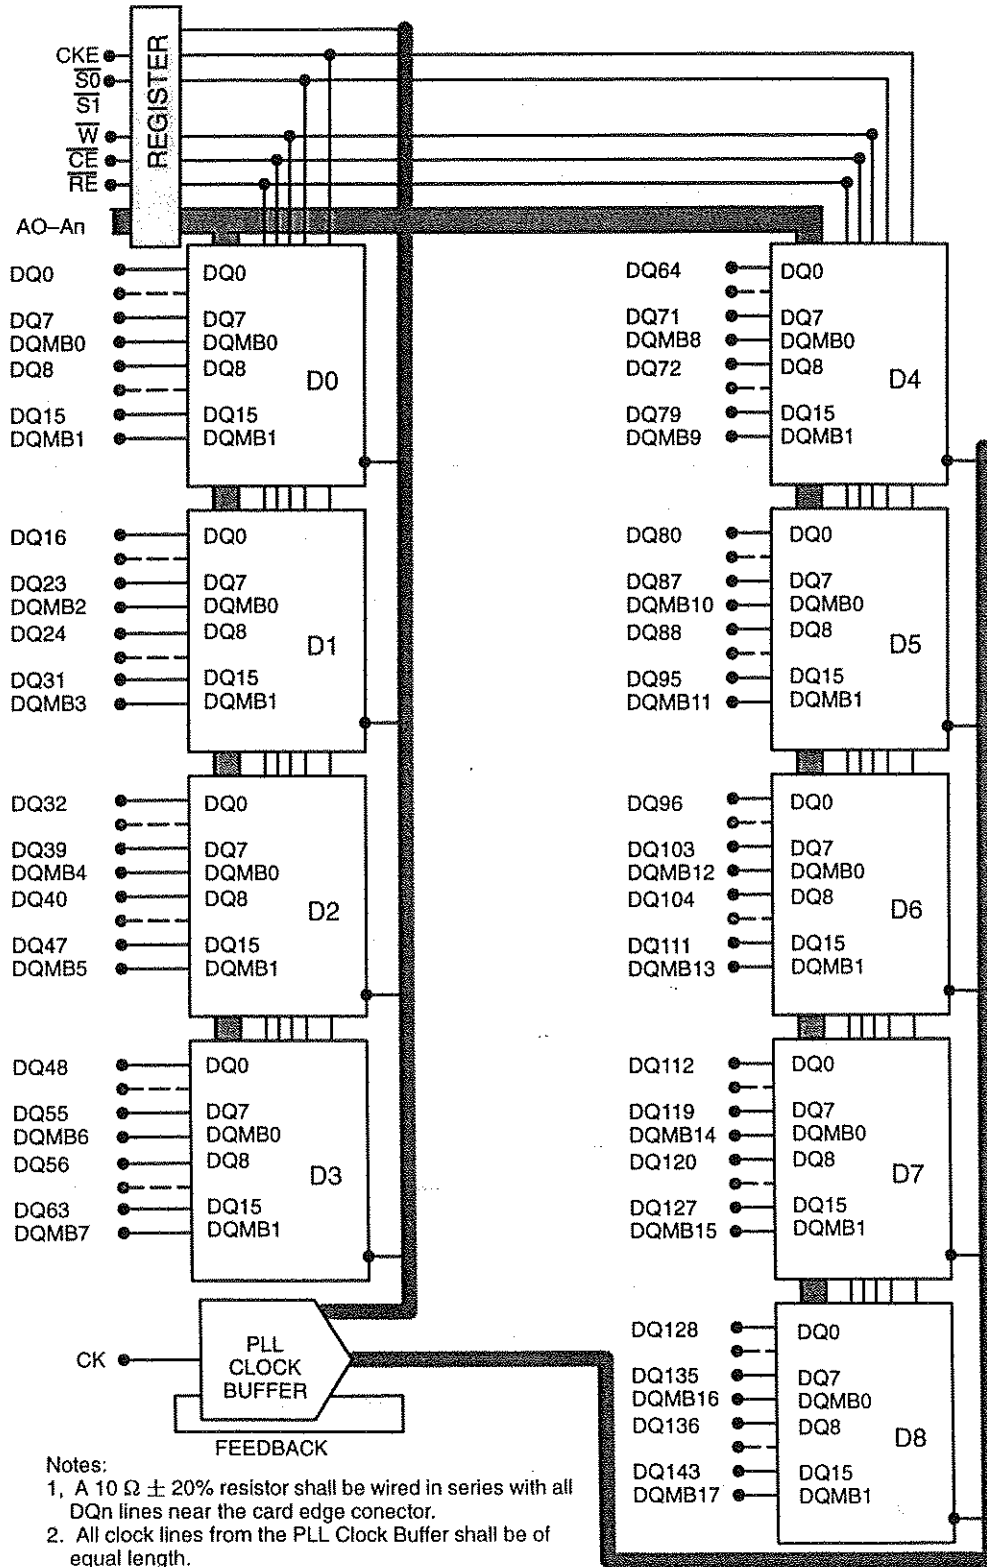 REGISTER
CKE
S0
S1
W
CE
RE
AO–An
DQ0
DQ7
DQMB0
DQ8
DQ15
DQMB1
DQ0
DQ7
DQMB0
DQ8
DQ15
DQMB1
D0
DQ16
DQ23
DQMB2
DQ24
DQ31
DQMB3
DQ0
DQ7
DQMB0
DQ8
DQ15
DQMB1
D1
DQ32
DQ39
DQMB4
DQ40
DQ47
DQMB5
DQ0
DQ7
DQMB0
DQ8
DQ15
DQMB1
D2
DQ48
DQ55
DQMB6
DQ56
DQ63
DQMB7
DQ0
DQ7
DQMB0
DQ8
DQ15
DQMB1
D3
DQ64
DQ71
DQMB8
DQ72
DQ79
DQMB9
DQ0
DQ7
DQMB0
DQ8
DQ15
DQMB1
D4
DQ80
DQ87
DQMB10
DQ88
DQ95
DQMB11
DQ0
DQ7
DQMB0
DQ8
DQ15
DQMB1
D5
DQ96
DQ103
DQMB12
DQ104
DQ111
DQMB13
DQ0
DQ7
DQMB0
DQ8
DQ15
DQMB1
D6
DQ112
DQ119
DQMB14
DQ120
DQ127
DQMB15
DQ0
DQ7
DQMB0
DQ8
DQ15
DQMB1
D7
DQ128
DQ135
DQMB16
DQ136
DQ143
DQMB17
DQ0
DQ7
DQMB0
DQ8
DQ15
DQMB1
D8
CK
PLL
CLOCK
BUFFER
FEEDBACK
Notes:
1, A 10 Ω ± 20% resistor shall be wired in series with all
DQn lines near the card edge conector.
2. All clock lines from the PLL Clock Buffer shall be of
equal length.